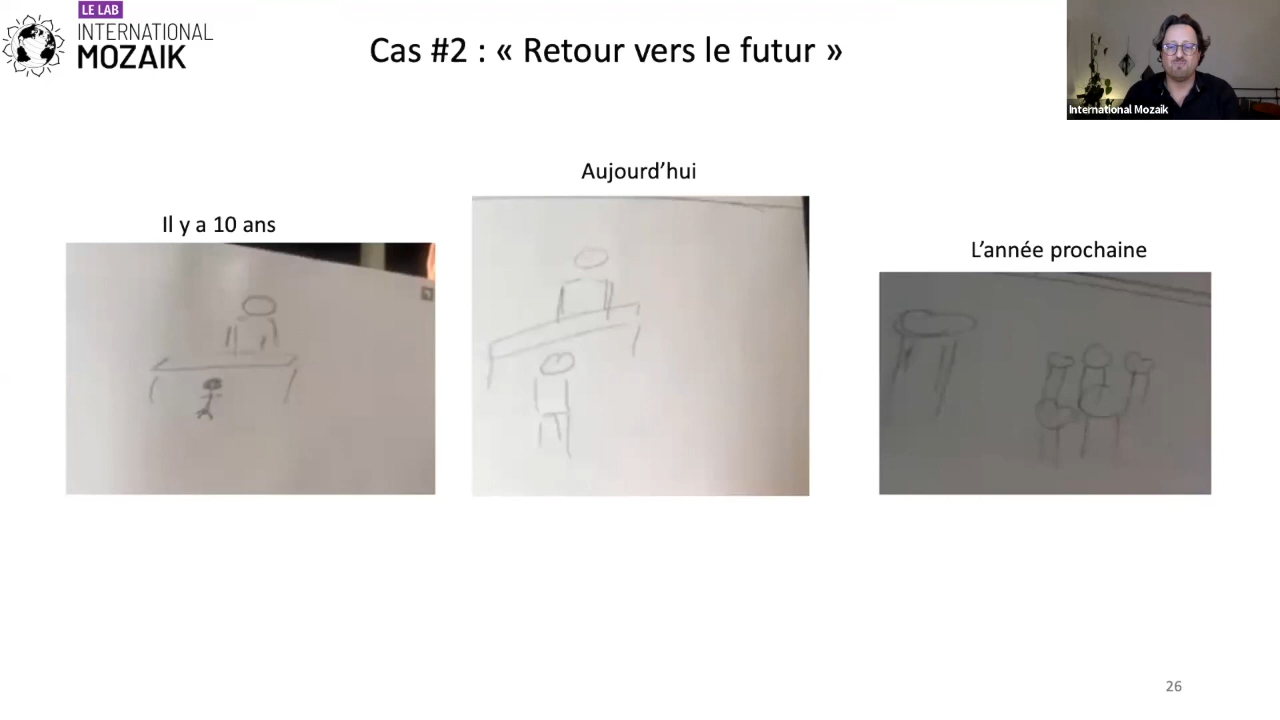 LE LAB
INTERNATIONAL
MOZAIK
Cas #2 : « Retour vers le futur »
International Mozaik
Aujourd’hui
Il y a 10 ans
L’année prochaine
26